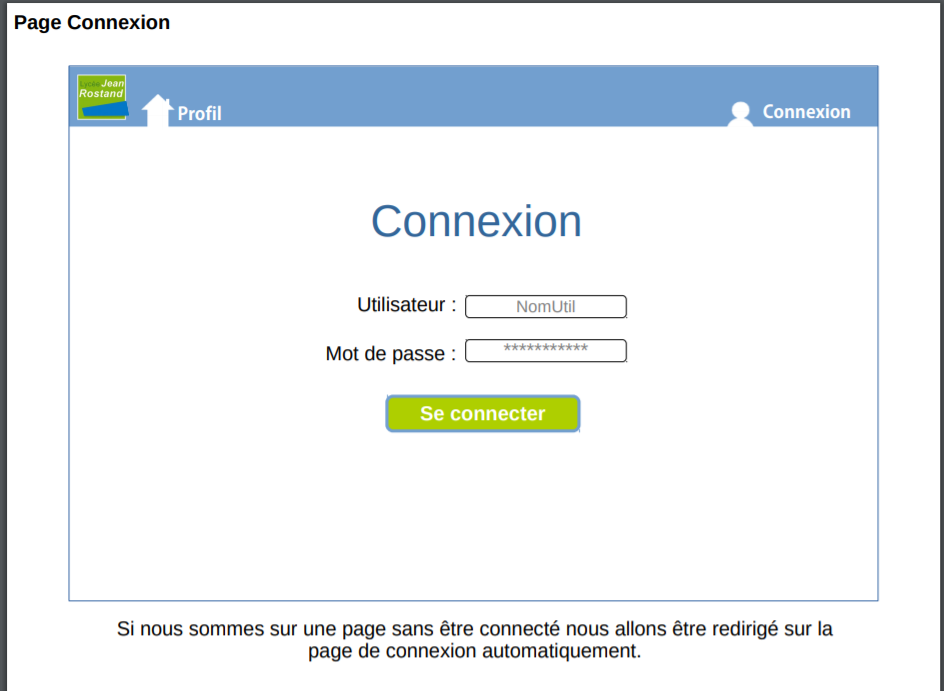 Page Connexion
Lycée Jean
Rostand
Profil
Connexion
Connexion
Utilisateur :
NomUtil
Mot de passe :
***********
Se connecter
Si nous sommes sur une page sans être connecté nous allons être redirigé sur la
page de connexion automatiquement.